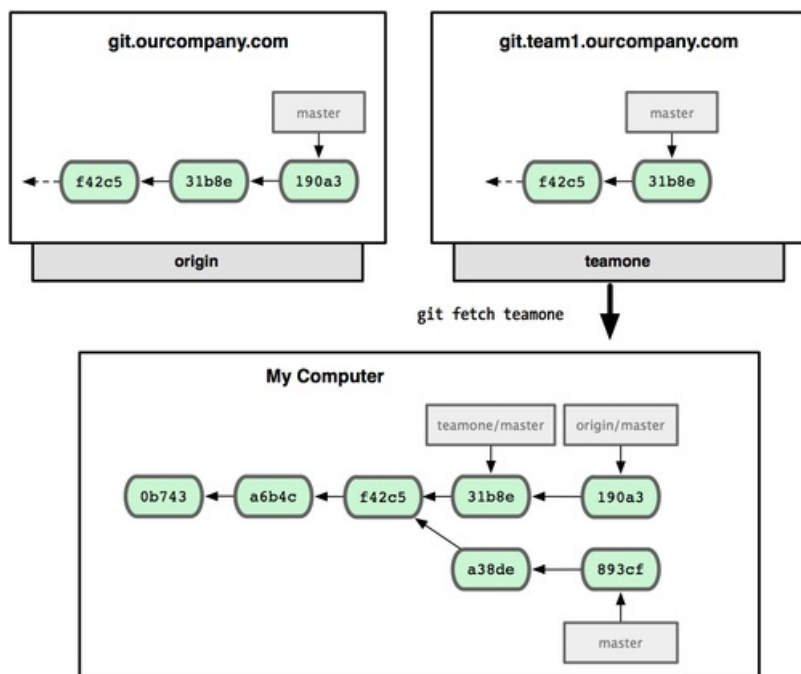 git.ourcompany.com
master
f42c5
31b8e
190a3
origin
git.team1.ourcompany.com
master
f42c5
31b8e
teamone
git fetch teamone
My Computer
teamone/master
origin/master
0b743
a6b4c
f42c5
31b8e
190a3
a38de
893cf
master